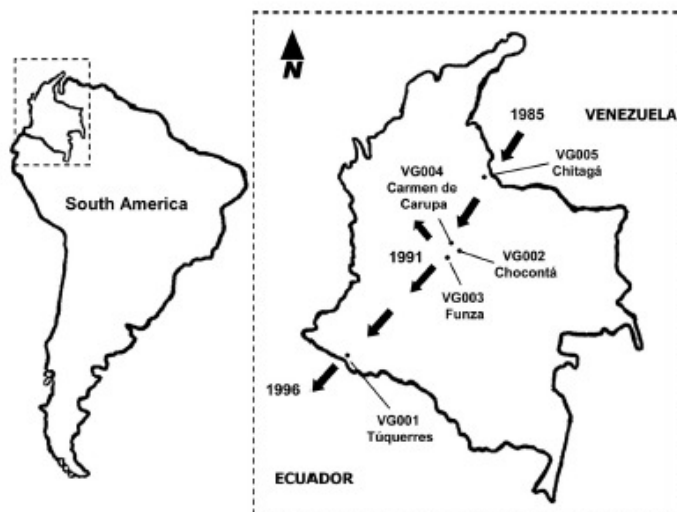 South America
N
1985
VENEZUELA
VG005
Chitagá
VG004
Carmen de
Carupa
1991
VG002
Chocontá
VG003
Funza
1996
VG001
Túquerres
ECUADOR